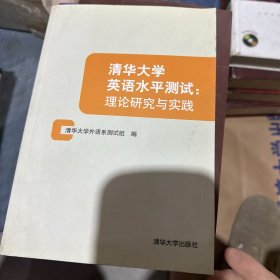 清华大学
英语水平测试：
理论研究与实践
清华大学外语系测试组 编
清华大学出版社